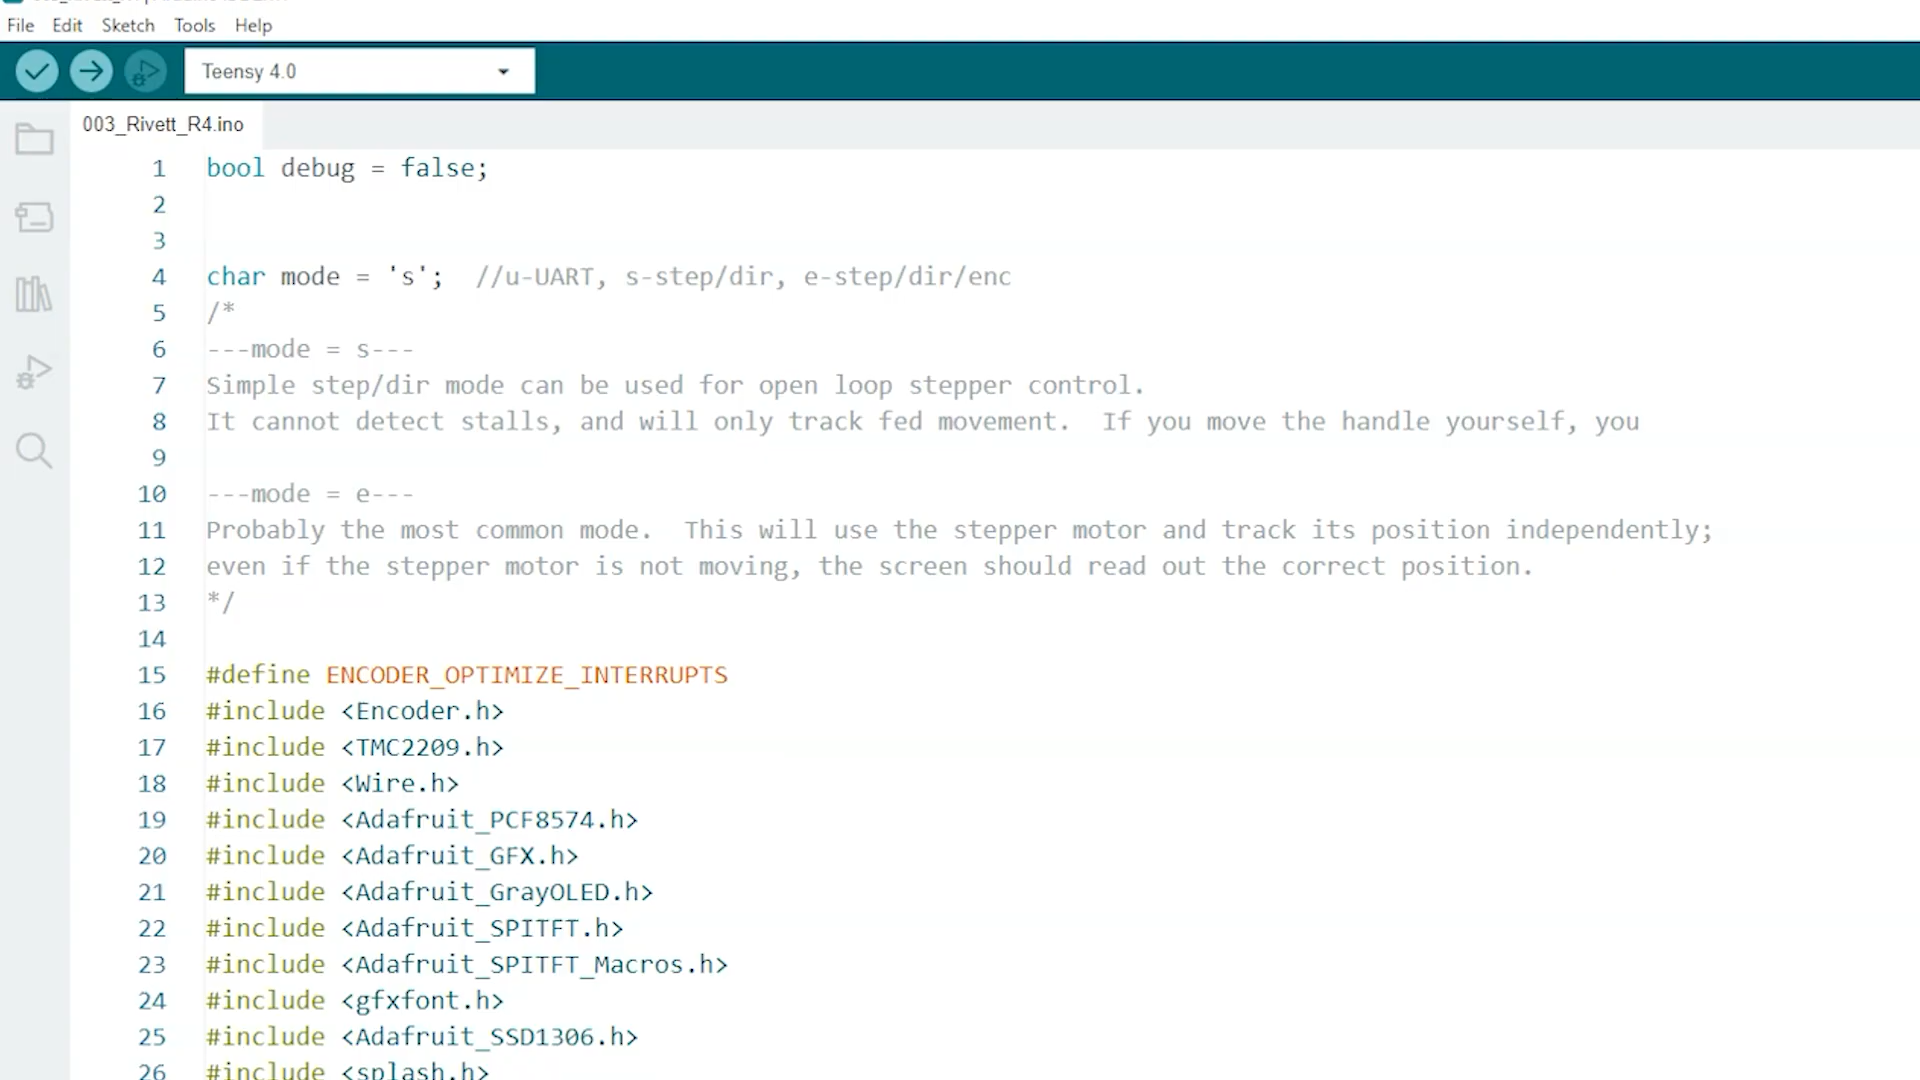 File Edit Sketch Tools Help
Teensy 4.0
003_Rivett_R4.ino
1 bool debug = false;
2
3
4 char mode = 's';  //u-UART, s-step/dir, e-step/dir/enc
5 /*
6 ---mode = s---
7 Simple step/dir mode can be used for open loop stepper control.
8 It cannot detect stalls, and will only track fed movement.  If you move the handle yourself, you
9
10 ---mode = e---
11 Probably the most common mode.  This will use the stepper motor and track its position independently;
12 even if the stepper motor is not moving, the screen should read out the correct position.
13 */
14
15 #define ENCODER_OPTIMIZE_INTERRUPTS
16 #include <Encoder.h>
17 #include <TMC2209.h>
18 #include <Wire.h>
19 #include <Adafruit_PCF8574.h>
20 #include <Adafruit_GFX.h>
21 #include <Adafruit_GrayOLED.h>
22 #include <Adafruit_SPITFT.h>
23 #include <Adafruit_SPITFT_Macros.h>
24 #include <gfxfont.h>
25 #include <Adafruit_SSD1306.h>
26 #include <splash.h>